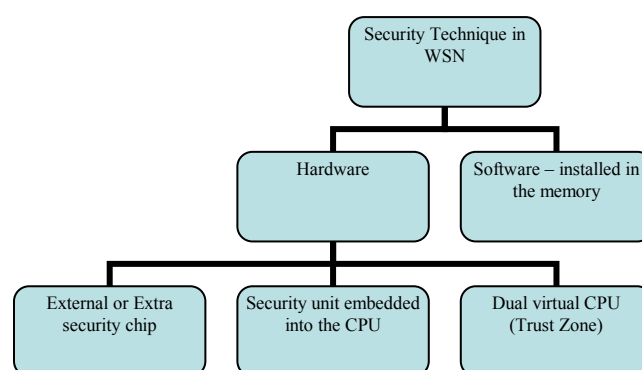 Security Technique in
WSN
Hardware
Software – installed in
the memory
External or Extra
security chip
Security unit embedded
into the CPU
Dual virtual CPU
(Trust Zone)